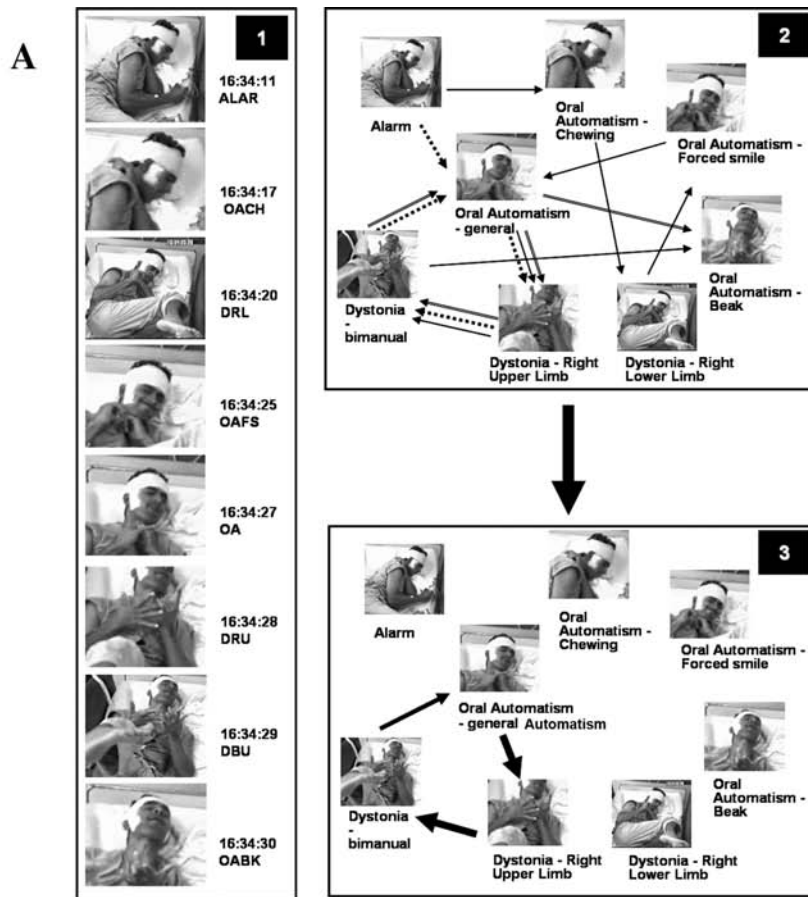 A
1
16:34:11
ALAR
16:34:17
OACH
16:34:20
DRL
16:34:25
OAFS
16:34:27
OA
16:34:28
DRU
16:34:29
DBU
16:34:30
OABK
2
Alarm
Oral
Automatism -
Chewing
Oral Automatism -
Forced smile
Oral Automatism
- general
Oral
Automatism -
Beak
Dystonia
-
bimanual
Dystonia - Right
Upper Limb
Dystonia - Right
Lower Limb
3
Alarm
Oral
Automatism -
Chewing
Oral Automatism -
Forced smile
Oral Automatism
- general Automatism
Oral
Automatism -
Beak
Dystonia
-
bimanual
Dystonia - Right
Upper Limb
Dystonia - Right
Lower Limb